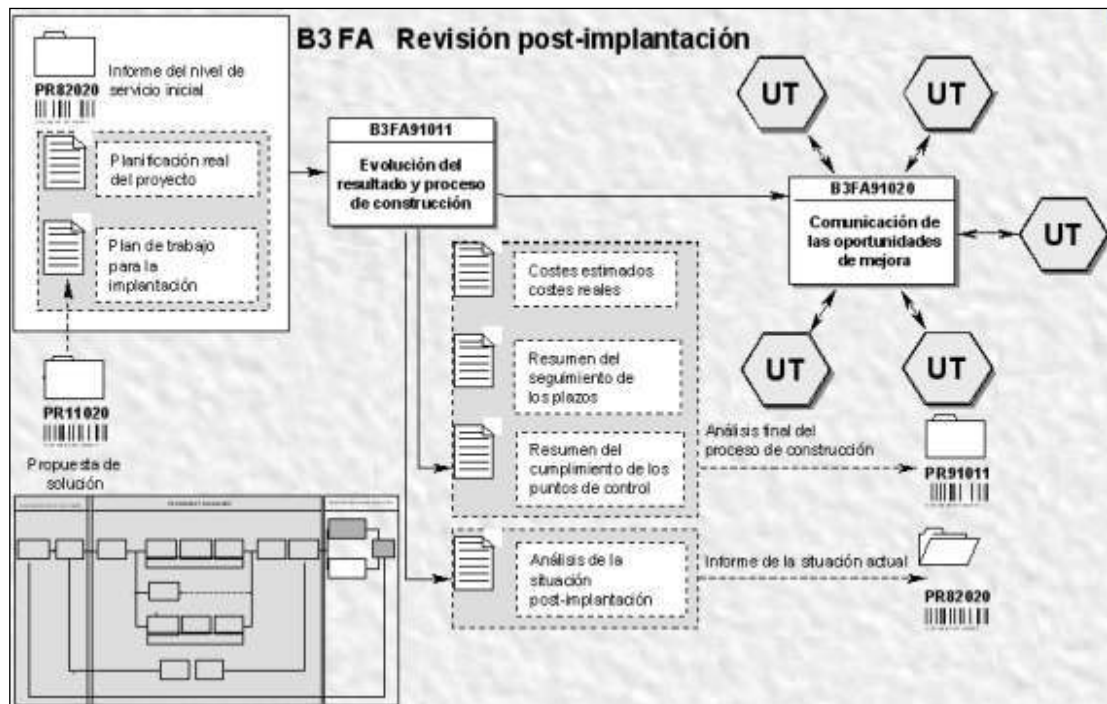 B3 FA Revisión post-implantación
PR82020
Informe del nivel de
servicio inicial
Planificación real
del proyecto
Plan de trabajo
para la
implantación
PR11020
Propuesta de
solución
B3FA91011
Evolución del
resultado y proceso
de construcción
B3FA91020
Comunicación de
las oportunidades
de mejora
UT
UT
UT
UT
UT
Costes estimados
costes reales
Resumen del
seguimiento de
los plazos
Resumen del
cumplimiento de los
puntos de control
Análisis final del
proceso de construcción
PR91011
Análisis de la
situación
post-implantación
Informe de la situación actual
PR82020